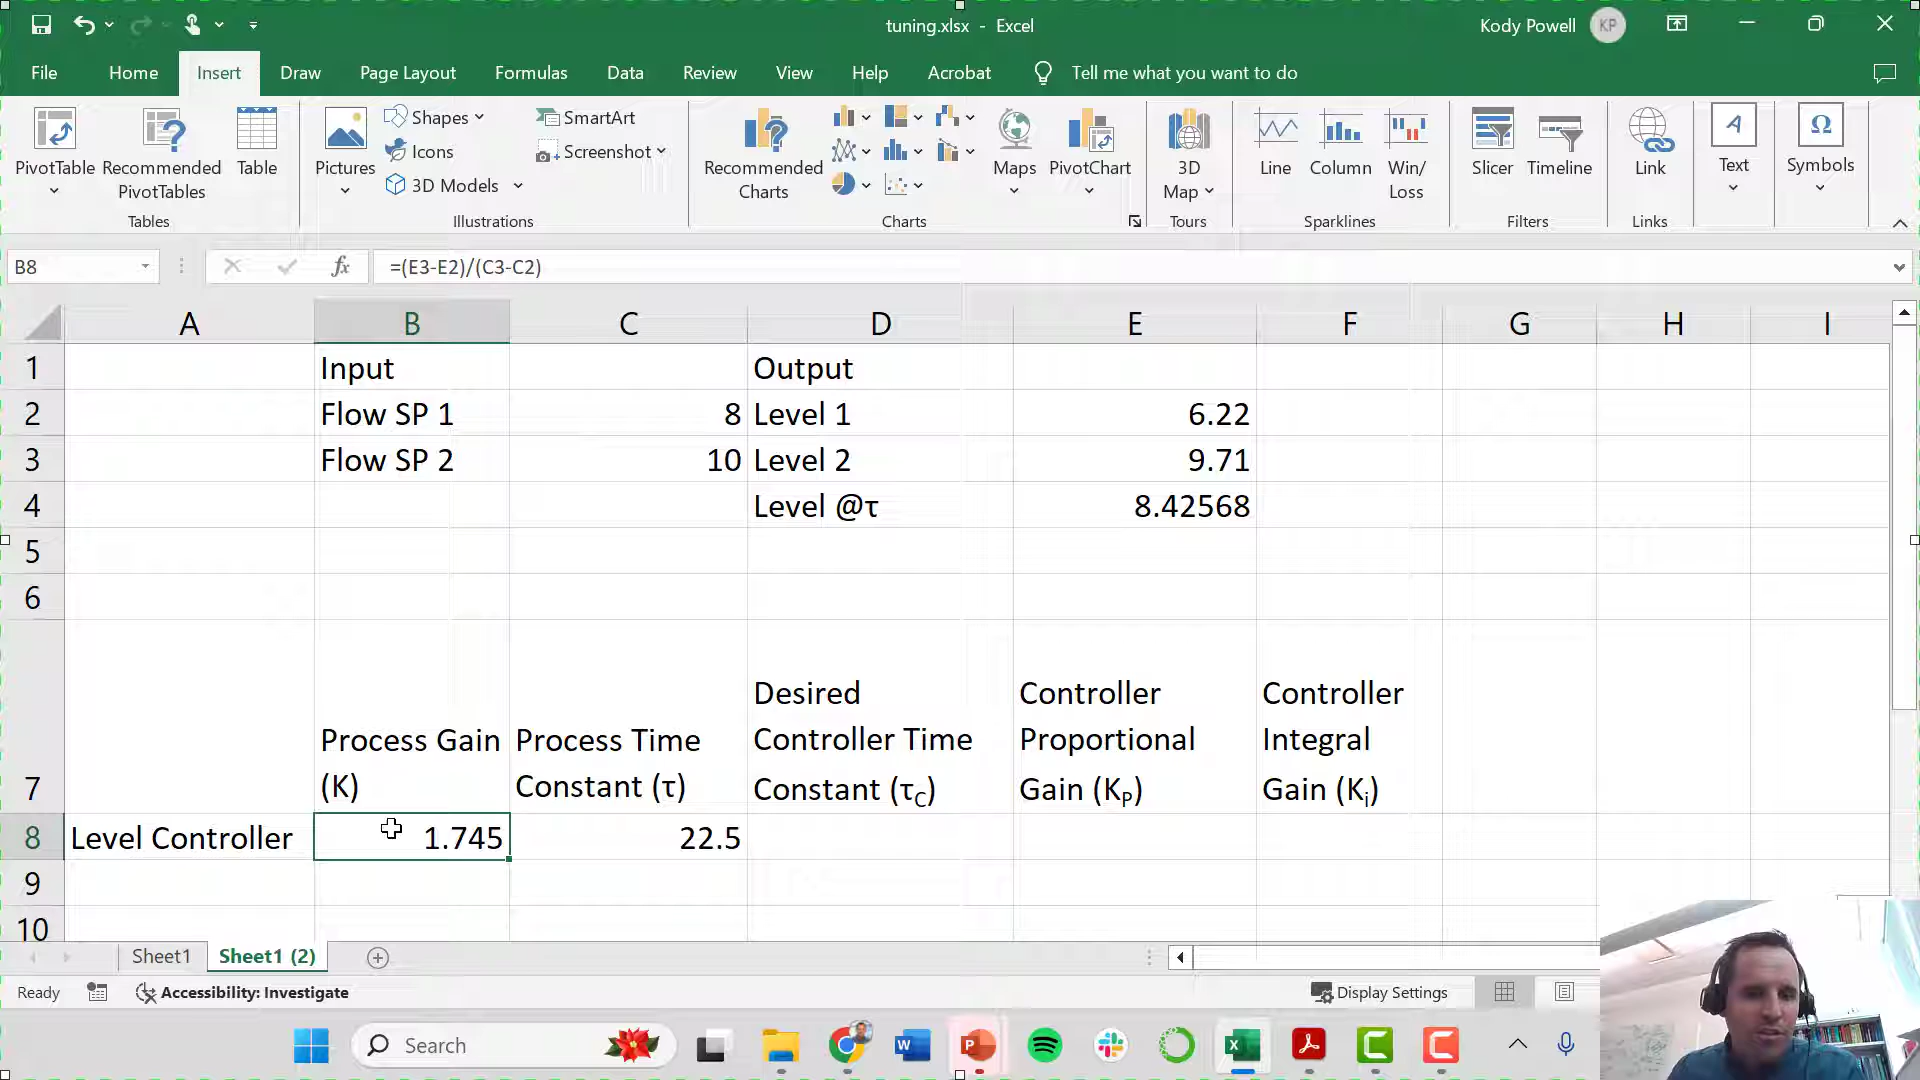 tuning.xlsx - Excel
Kody Powell
KP
File
Home
Insert
Draw
Page Layout
Formulas
Data
Review
View
Help
Acrobat
Tell me what you want to do
PivotTable
Recommended
PivotTables
Table
Tables
Pictures
Shapes
Icons
3D Models
SmartArt
Screenshot
Illustrations
Recommended
Charts
Maps
PivotChart
Charts
3D
Map
Tours
Line
Column
Win/
Loss
Sparklines
Slicer
Timeline
Filters
Link
Links
A
Text
Ω
Symbols
B8
fx
=(E3-E2)/(C3-C2)
A B C D E F G H I
1 Input Output
2 Flow SP 1 8 Level 1 6.22
3 Flow SP 2 10 Level 2 9.71
4 Level @τ 8.42568
5
6
Desired Controller Controller
Process Gain Process Time Controller Time Proportional Integral
7 (K) Constant (τ) Constant (τC) Gain (KP) Gain (Ki)
8 Level Controller 1.745 22.5
9
10
Sheet1
Sheet1 (2)
Ready
Accessibility: Investigate
Display Settings
Search
W
P
X
C
C